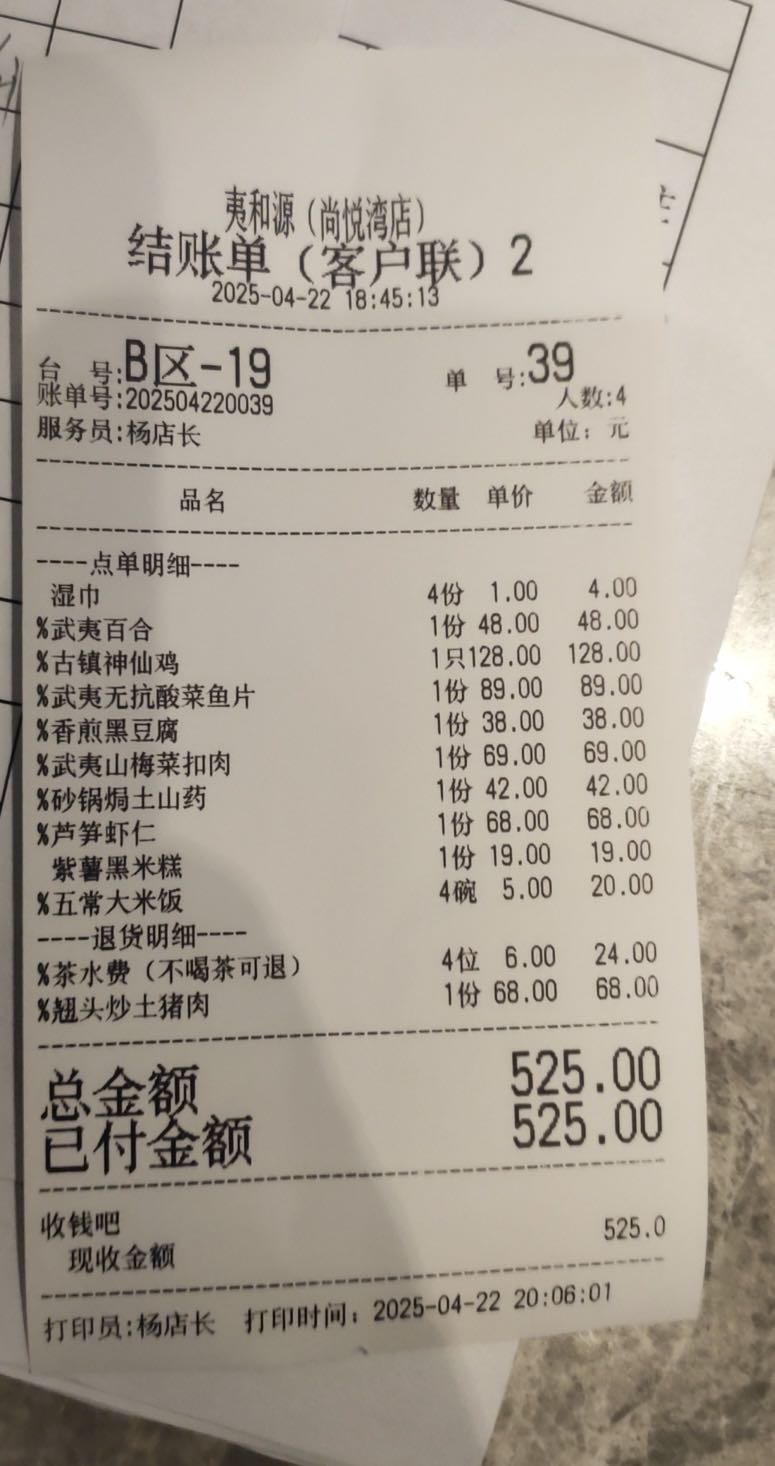 夷和源（尚悦湾店）
结账单（客户联）2
2025-04-22 18:45:13
台 号:B区-19 单 号:39
账单号:202504220039 人数:4
服务员:杨店长 单位：元
品名 数量 单价 金额
----点单明细----
湿巾 4份 1.00 4.00
%武夷百合 1份 48.00 48.00
%古镇神仙鸡 1只128.00 128.00
%武夷无抗酸菜鱼片 1份 89.00 89.00
%香煎黑豆腐 1份 38.00 38.00
%武夷山梅菜扣肉 1份 69.00 69.00
%砂锅焗土山药 1份 42.00 42.00
%芦笋虾仁 1份 68.00 68.00
紫薯黑米糕 1份 19.00 19.00
%五常大米饭 4碗 5.00 20.00
----退货明细----
%茶水费（不喝茶可退） 4位 6.00 24.00
%翘头炒土猪肉 1份 68.00 68.00
总金额 525.00
已付金额 525.00
收钱吧 525.0
现收金额
打印员:杨店长 打印时间：2025-04-22 20:06:01